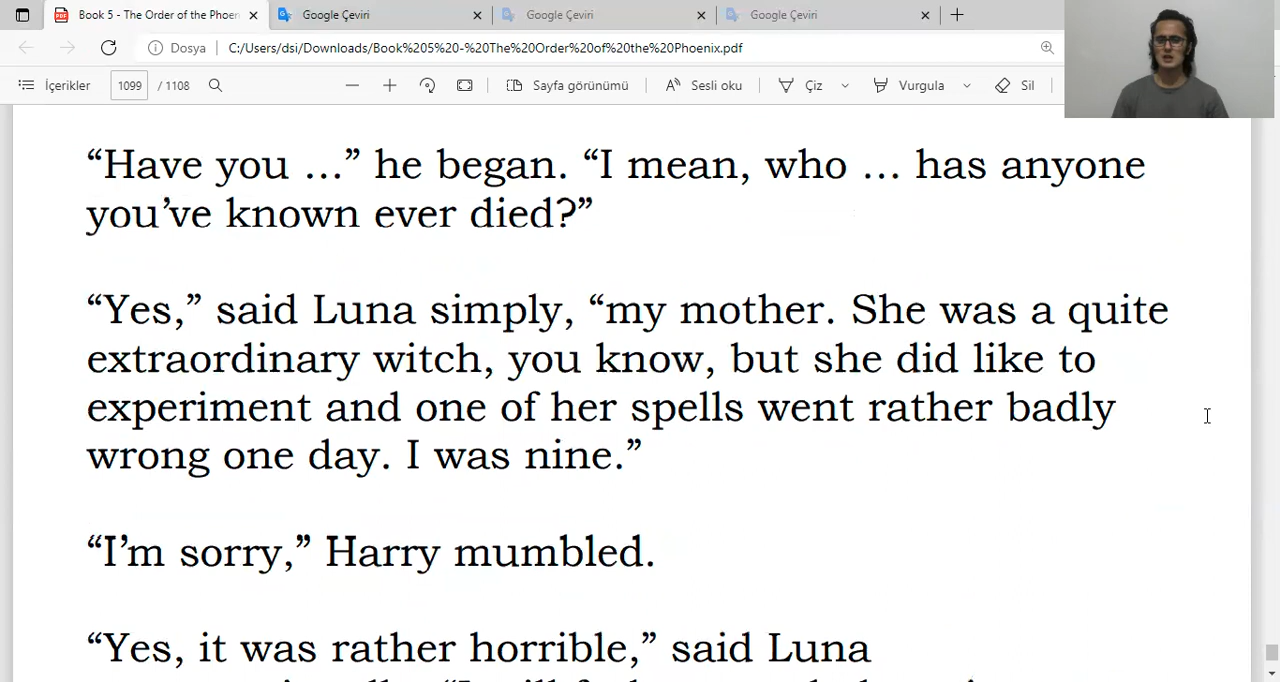 Book 5 - The Order of the Phoen
Google Çeviri
Google Çeviri
Google Çeviri
Dosya
C:/Users/dsi/Downloads/Book%205%20-%20The%20Order%20of%20the%20Phoenix.pdf
İçerikler
1099 / 1108
Sayfa görünümü
Sesli oku
Çiz
Vurgula
Sil
“Have you …” he began. “I mean, who … has anyone
you’ve known ever died?”
“Yes,” said Luna simply, “my mother. She was a quite
extraordinary witch, you know, but she did like to
experiment and one of her spells went rather badly
wrong one day. I was nine.”
“I’m sorry,” Harry mumbled.
“Yes, it was rather horrible,” said Luna